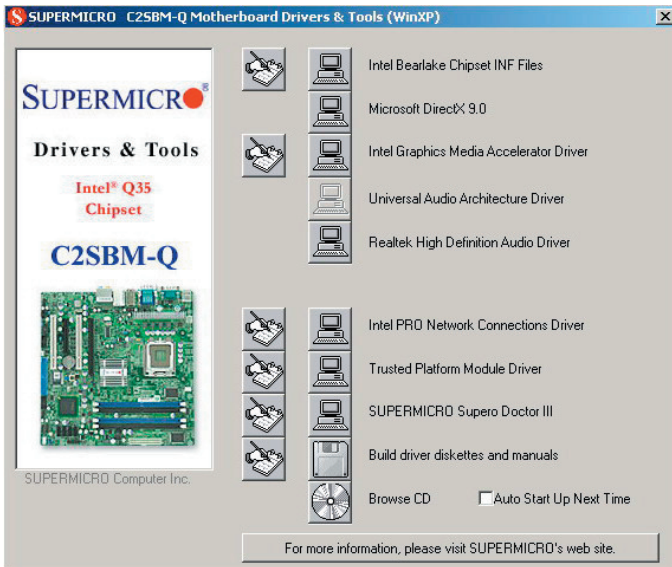 SUPERMICRO C2SBM-Q Motherboard Drivers & Tools (WinXP)
SUPERMICRO®
Drivers & Tools
Intel® Q35
Chipset
C2SBM-Q
SUPERMICRO Computer Inc.
Intel Bearlake Chipset INF Files
Microsoft DirectX 9.0
Intel Graphics Media Accelerator Driver
Universal Audio Architecture Driver
Realtek High Definition Audio Driver
Intel PRO Network Connections Driver
Trusted Platform Module Driver
SUPERMICRO Supero Doctor III
Build driver diskettes and manuals
Browse CD
Auto Start Up Next Time
For more information, please visit SUPERMICRO's web site.